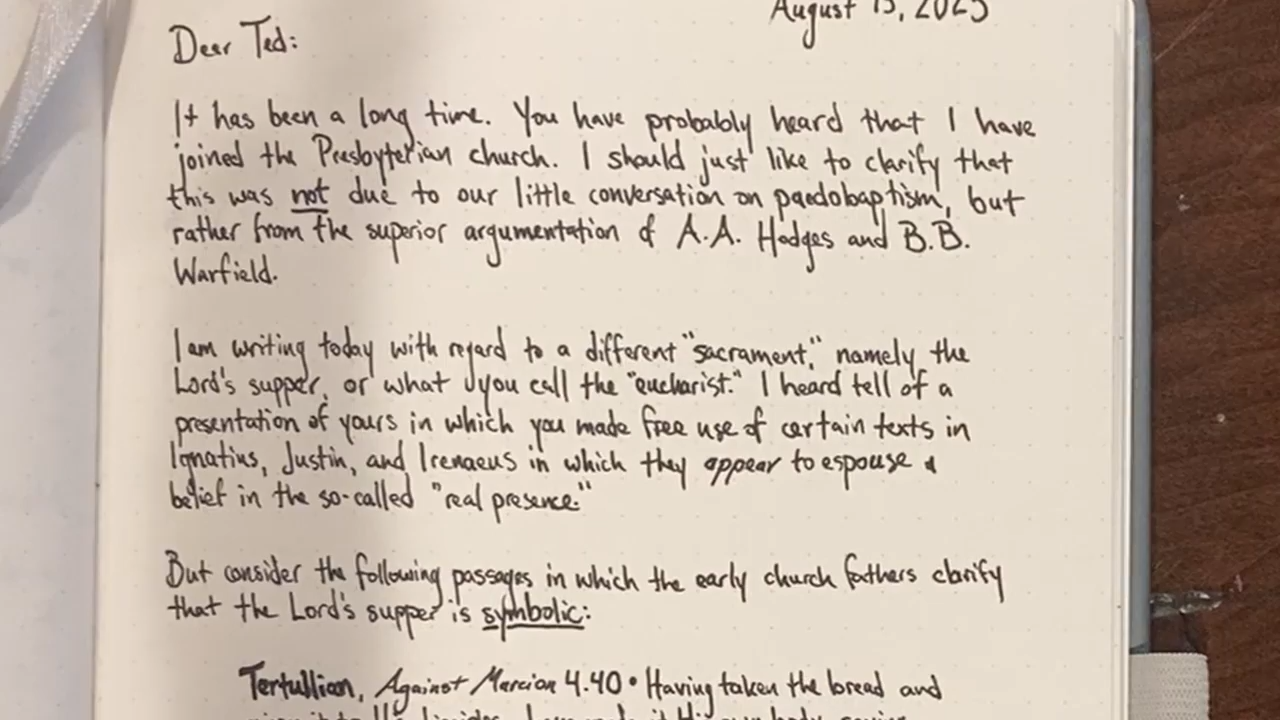 August 15, 2025
Dear Ted:
It has been a long time. You have probably heard that I have
joined the Presbyterian church. I should just like to clarify that
this was not due to our little conversation on paedobaptism, but
rather from the superior argumentation of A.A. Hodges and B.B.
Warfield.
I am writing today with regard to a different "sacrament," namely the
Lord's supper, or what you call the "eucharist." I heard tell of a
presentation of yours in which you made free use of certain texts in
Ignatius, Justin, and Irenaeus in which they appear to espouse a
belief in the so-called "real presence."
But consider the following passages in which the early church fathers clarify
that the Lord's supper is symbolic:
Tertullian, Against Marcion 4.40 • Having taken the bread and